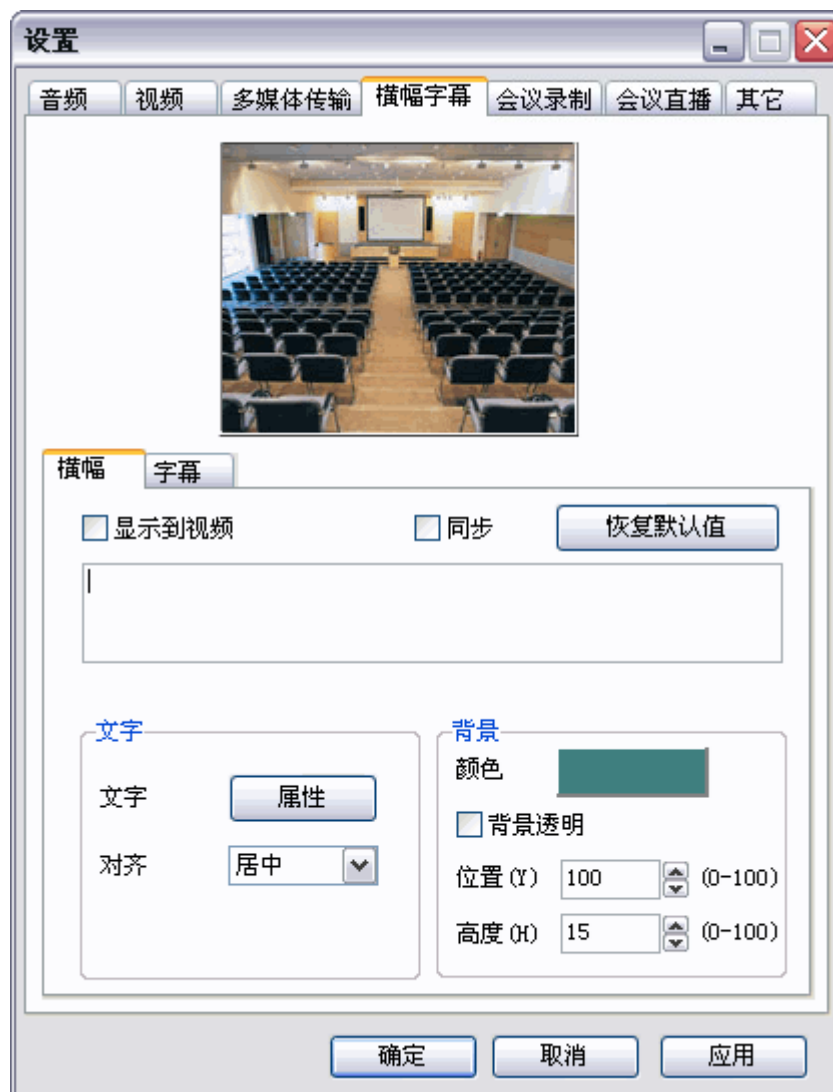 设置
音频 视频 多媒体传输 横幅字幕 会议录制 会议直播 其它
横幅 字幕
显示到视频 同步 恢复默认值
文字 背景
颜色
文字 属性
背景透明
对齐 居中
位置(Y) 100 (0-100)
高度(H) 15 (0-100)
确定 取消 应用